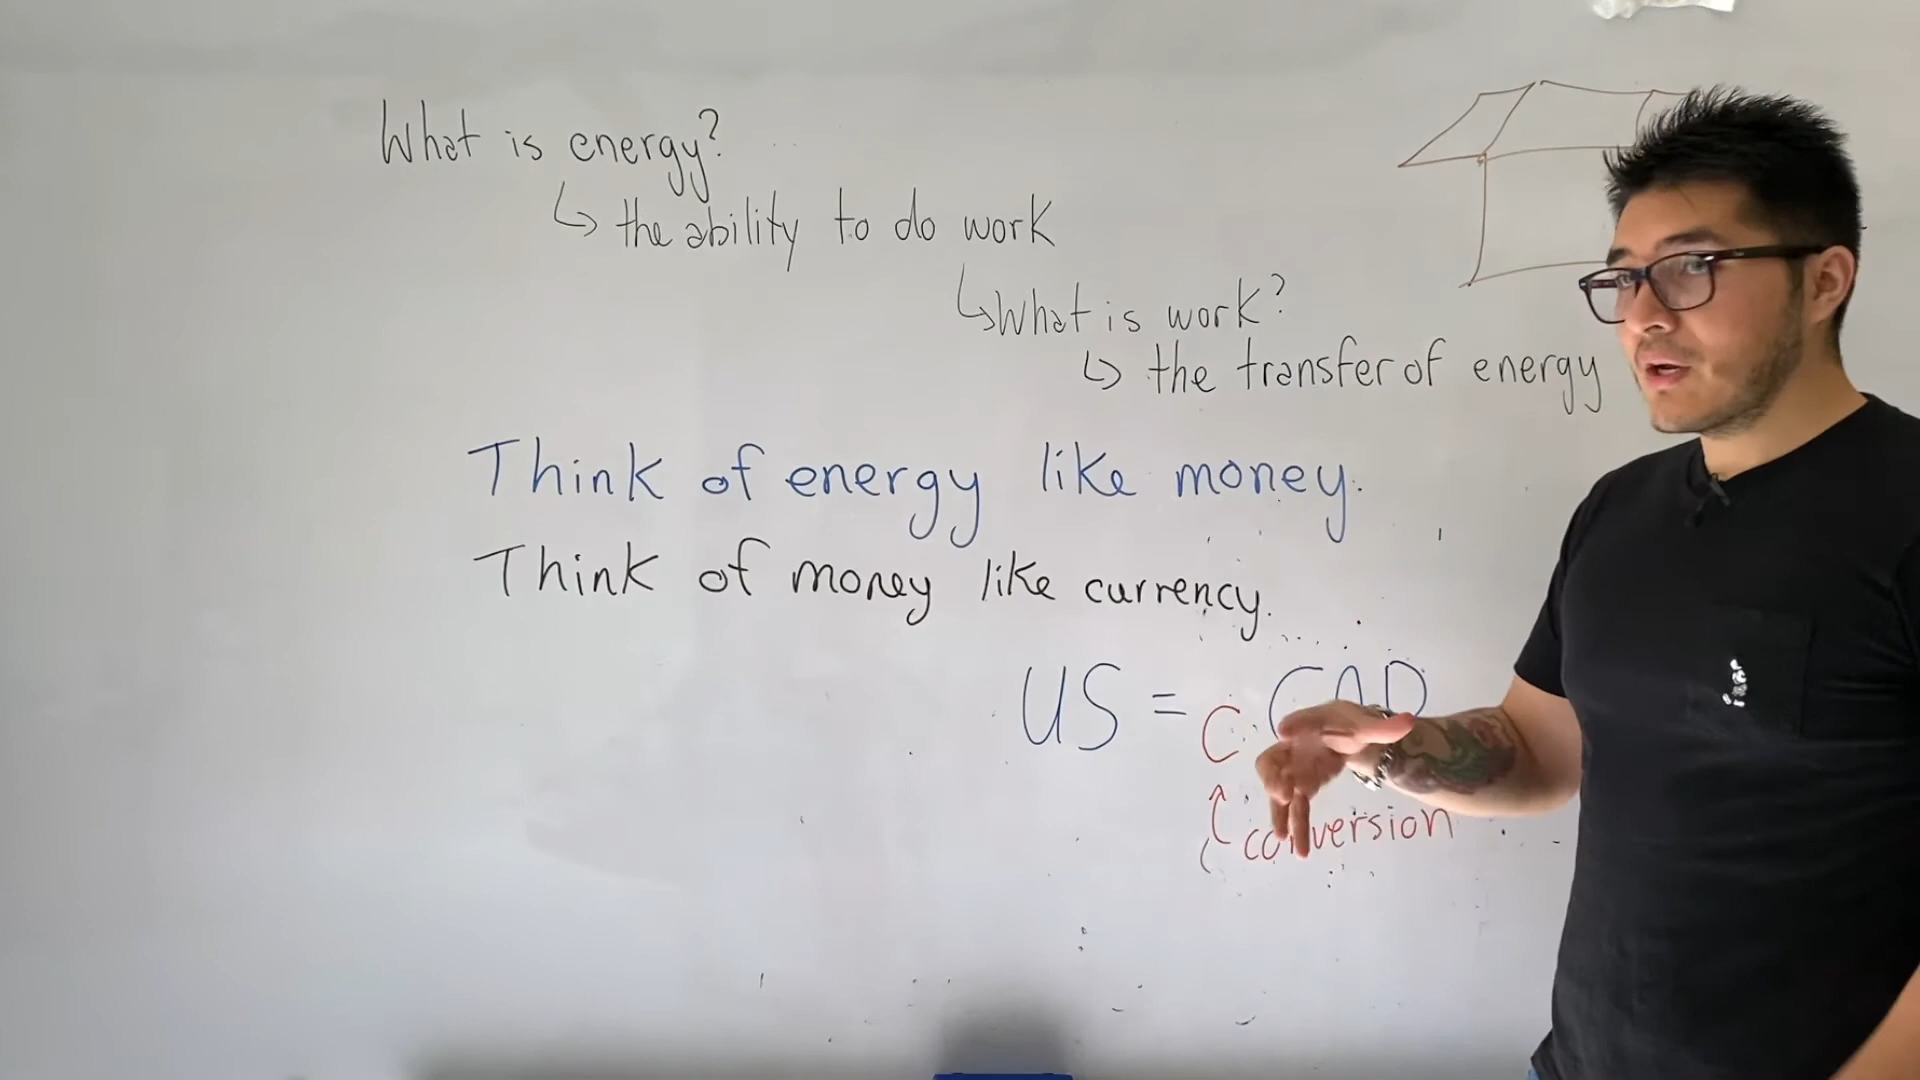 What is energy?
↳ the ability to do work
↳ What is work?
↳ the transfer of energy
Think of energy like money.
Think of money like currency.
US = C CAD
conversion